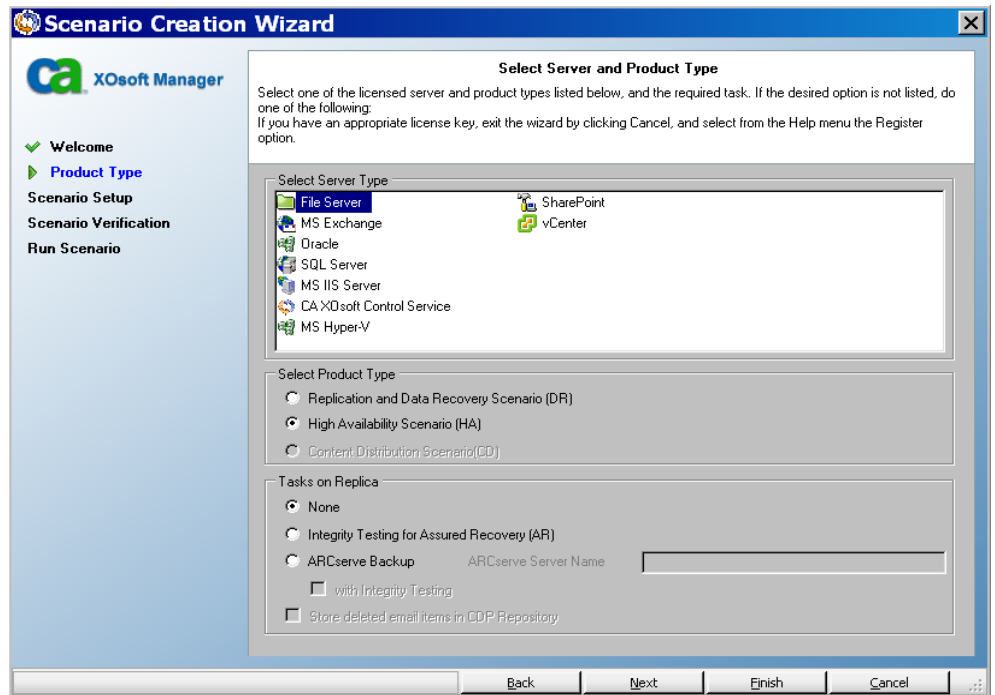 Scenario Creation Wizard
ca XOsoft Manager
Welcome
Product Type
Scenario Setup
Scenario Verification
Run Scenario
Select Server and Product Type
Select one of the licensed server and product types listed below, and the required task. If the desired option is not listed, do
one of the following:
If you have an appropriate license key, exit the wizard by clicking Cancel, and select from the Help menu the Register
option.
Select Server Type
File Server
MS Exchange
Oracle
SQL Server
MS IIS Server
CA XOsoft Control Service
MS Hyper-V
SharePoint
vCenter
Select Product Type
Replication and Data Recovery Scenario (DR)
High Availability Scenario (HA)
Content Distribution Scenario(CD)
Tasks on Replica
None
Integrity Testing for Assured Recovery (AR)
ARCserve Backup ARCserve Server Name
with Integrity Testing
Store deleted email items in CDP Repository
Back Next Finish Cancel